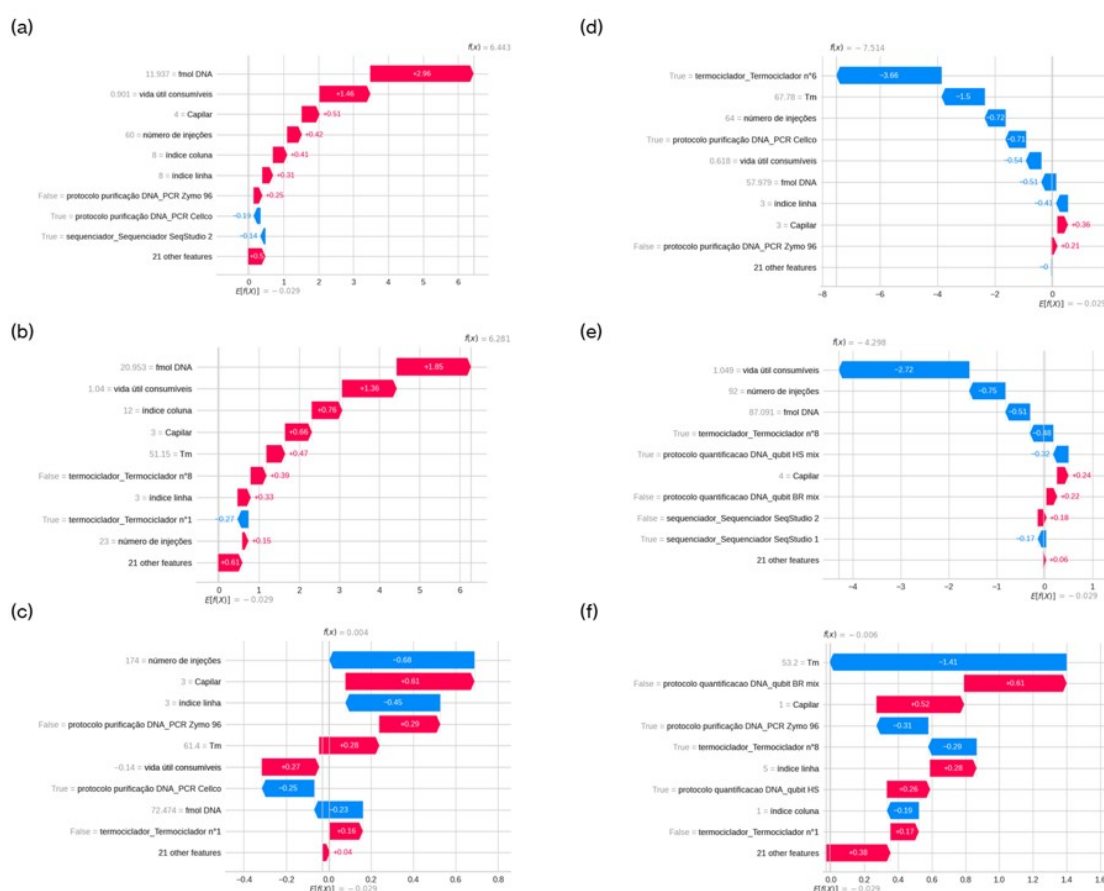 (a)
f(x) = 6.443
11.937 = fmol DNA
+2.96
0.901 = vida útil consumíveis
+1.46
4 = Capilar
+0.51
60 = número de injeções
+0.42
8 = índice coluna
+0.41
8 = índice linha
+0.31
False = protocolo purificação DNA_PCR Zymo 96
+0.25
True = protocolo purificação DNA_PCR Cellco
−0.19
True = sequenciador_Sequenciador SeqStudio 2
−0.14
21 other features
+0.5
0 1 2 3 4 5 6
E[f(X)] = −0.029
(b)
f(x) = 6.281
20.953 = fmol DNA
+1.85
1.04 = vida útil consumíveis
+1.36
12 = índice coluna
+0.76
3 = Capilar
+0.66
51.15 = Tm
+0.47
False = termociclador_Termociclador n°8
+0.39
3 = índice linha
+0.33
True = termociclador_Termociclador n°1
−0.27
23 = número de injeções
+0.15
21 other features
+0.61
0 1 2 3 4 5 6
E[f(X)] = −0.029
(c)
f(x) = 0.004
174 = número de injeções
−0.68
3 = Capilar
+0.61
3 = índice linha
−0.45
False = protocolo purificação DNA_PCR Zymo 96
+0.29
61.4 = Tm
+0.28
−0.14 = vida útil consumíveis
+0.27
True = protocolo purificação DNA_PCR Cellco
−0.25
72.474 = fmol DNA
−0.23
False = termociclador_Termociclador n°1
+0.16
21 other features
+0.04
−0.4 −0.2 0.0 0.2 0.4 0.6 0.8
E[f(X)] = −0.029
(d)
f(x) = −7.514
True = termociclador_Termociclador n°6
−3.66
67.78 = Tm
−1.5
64 = número de injeções
−0.72
True = protocolo purificação DNA_PCR Cellco
−0.71
0.618 = vida útil consumíveis
−0.54
57.979 = fmol DNA
−0.51
3 = índice linha
−0.41
3 = Capilar
+0.36
False = protocolo purificação DNA_PCR Zymo 96
+0.21
21 other features
−0
−8 −6 −4 −2 0
E[f(X)] = −0.029
(e)
f(x) = −4.298
1.049 = vida útil consumíveis
−2.72
92 = número de injeções
−0.75
87.091 = fmol DNA
−0.51
True = termociclador_Termociclador n°8
−0.48
True = protocolo quantificacao DNA_qubit HS mix
−0.32
4 = Capilar
+0.24
False = protocolo quantificacao DNA_qubit BR mix
+0.22
False = sequenciador_Sequenciador SeqStudio 2
+0.18
True = sequenciador_Sequenciador SeqStudio 1
−0.17
21 other features
+0.06
−4 −3 −2 −1 0 1
E[f(X)] = −0.029
(f)
f(x) = −0.006
53.2 = Tm
−1.41
False = protocolo quantificacao DNA_qubit BR mix
+0.61
1 = Capilar
+0.52
True = protocolo purificação DNA_PCR Zymo 96
−0.31
True = termociclador_Termociclador n°8
−0.29
5 = índice linha
+0.28
True = protocolo quantificacao DNA_qubit HS
+0.26
1 = índice coluna
−0.19
False = termociclador_Termociclador n°1
+0.17
21 other features
+0.38
0.0 0.2 0.4 0.6 0.8 1.0 1.2 1.4 1.6
E[f(X)] = −0.029